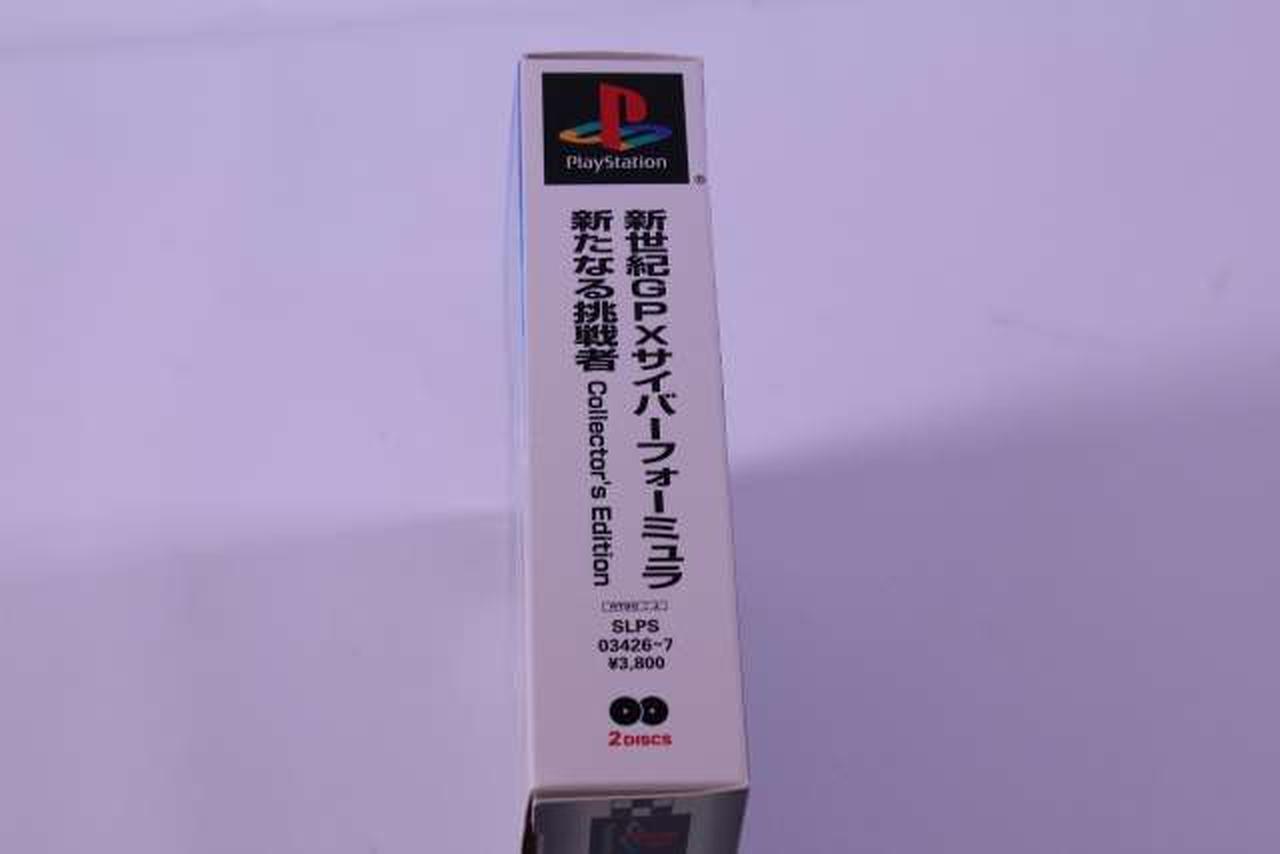 PlayStation
®
新世紀GPXサイバーフォーミュラ
新たなる挑戦者 Collector's Edition
SLPS
03426~7
¥3,800
2 DISCS